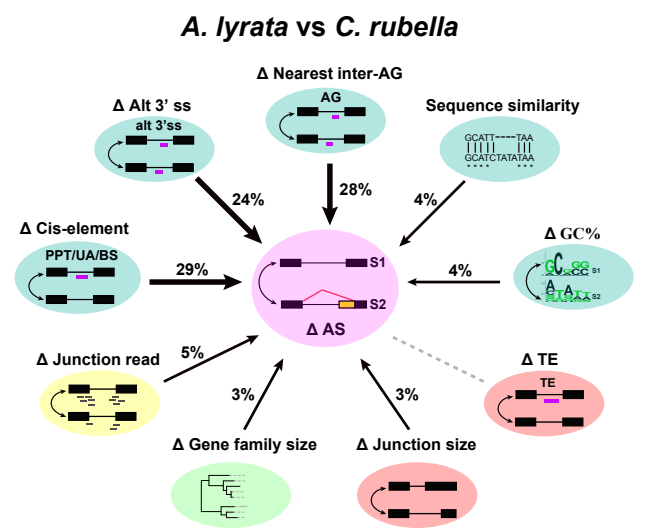 A. lyrata vs C. rubella
Δ Nearest inter-AG
AG
Δ Alt 3' ss
alt 3'ss
Sequence similarity
GCATT----TAA
GCATCTATATAA
**** ***
24%
28%
4%
Δ Cis-element
PPT/UA/BS
29%
S1
S2
Δ AS
4%
Δ GC%
S1
S2
Δ Junction read
5%
3%
3%
Δ TE
TE
Δ Gene family size
Δ Junction size